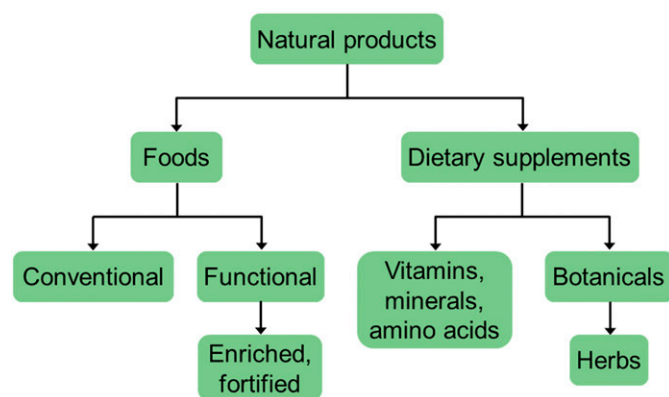 Natural products
Foods
Dietary supplements
Conventional
Functional
Vitamins,
minerals,
amino acids
Botanicals
Enriched,
fortified
Herbs